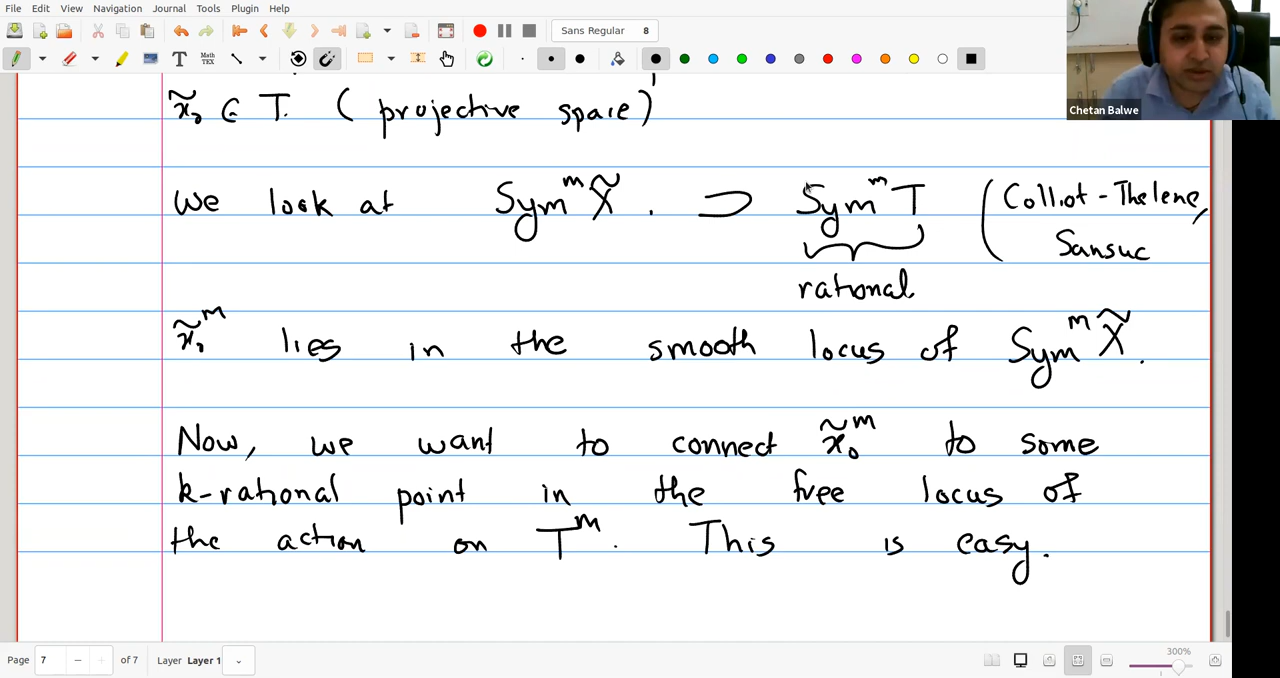 File Edit View Navigation Journal Tools Plugin Help
Sans Regular 8
Chetan Balwe
x̃₀ ∈ T. ( projective space )
We look at Symᵐ X̃ . ⊃ Symᵐ T ( Colliot-Thelene,
Sansuc
rational.
x̃₀ᵐ lies in the smooth locus of Symᵐ X̃ .
Now, we want to connect x̃₀ᵐ to some
k-rational point in the free locus of
the action on Tᵐ. This is easy.
Page 7 of 7 Layer Layer 1 300%